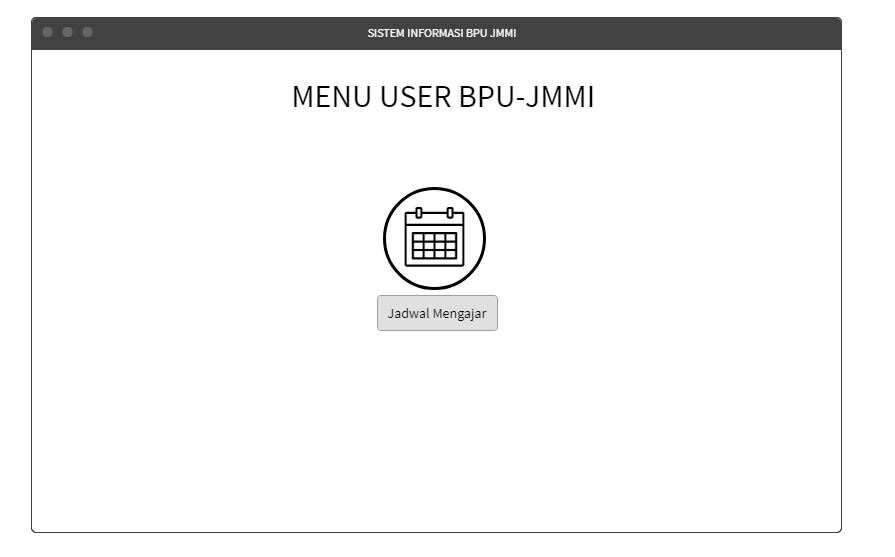 SISTEM INFORMASI BPU JMMI
MENU USER BPU-JMMI
Jadwal Mengajar